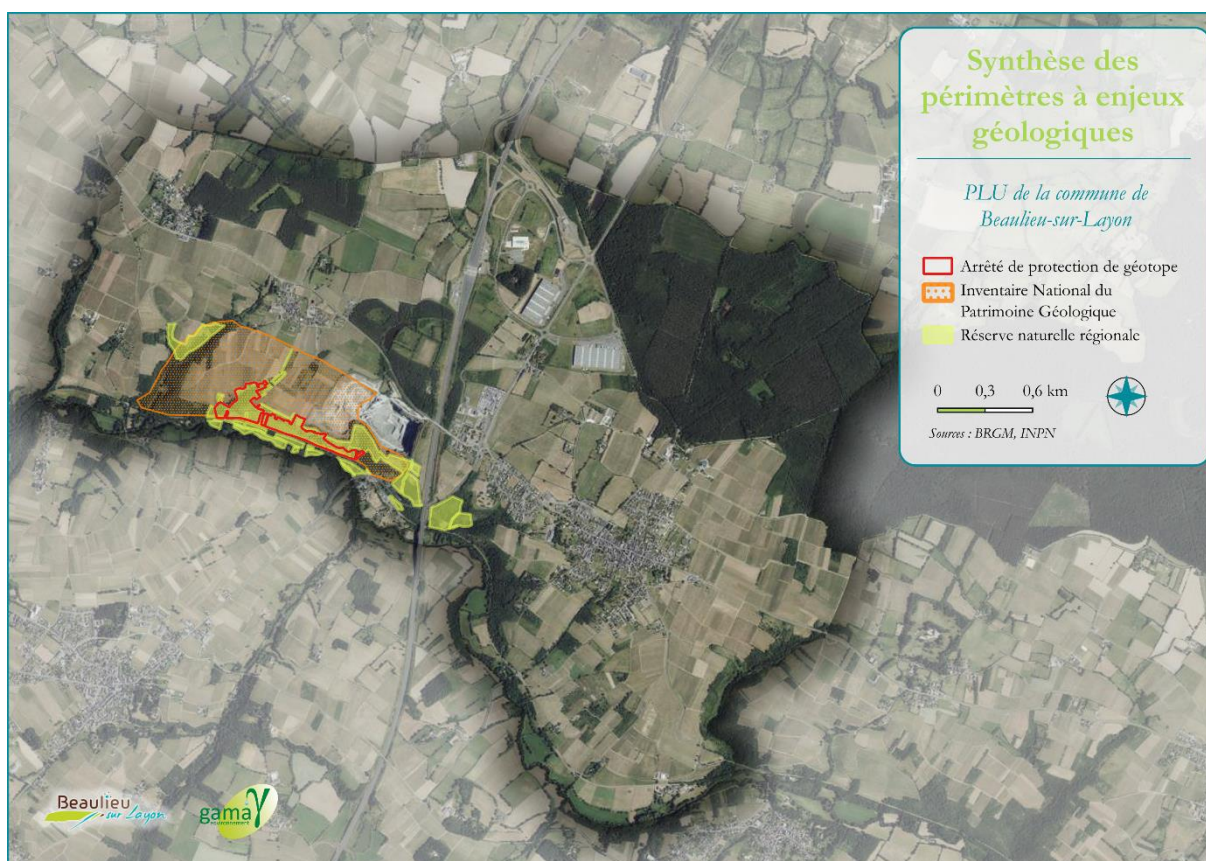 Synthèse des
périmètres à enjeux
géologiques
PLU de la commune de
Beaulieu-sur-Layon
Arrêté de protection de géotope
Inventaire National du
Patrimoine Géologique
Réserve naturelle régionale
0 0,3 0,6 km
Sources : BRGM, INPN
Beaulieu
sur Layon
gama γ
environnement